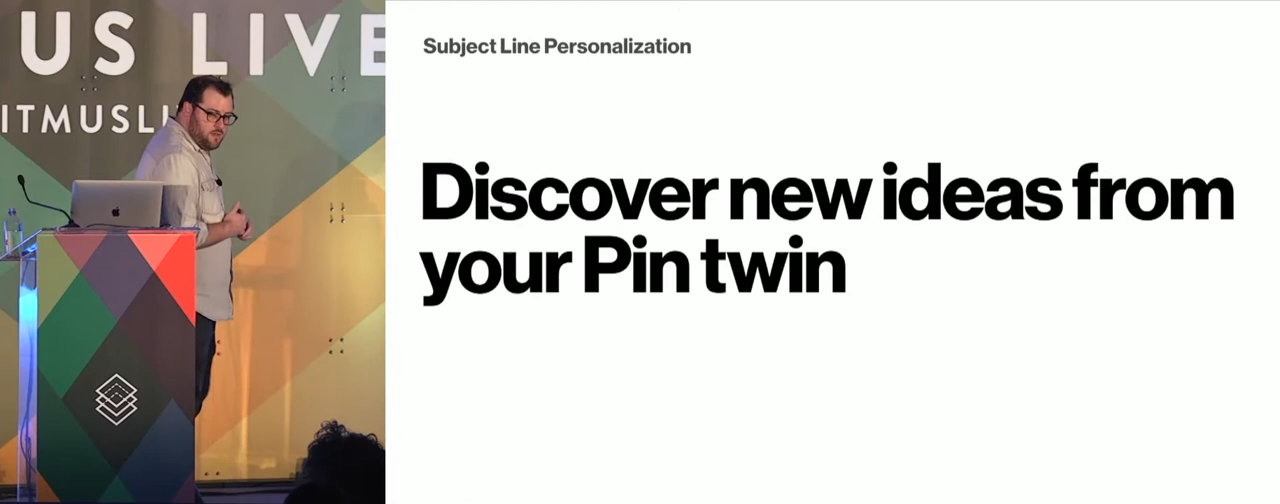 US LIVE
ITMUSLI
Subject Line Personalization
Discover new ideas from
your Pin twin